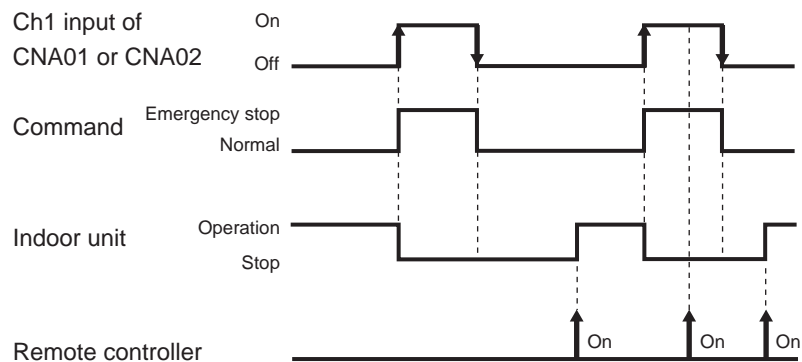 Ch1 input of
CNA01 or CNA02
On
Off
Command
Emergency stop
Normal
Indoor unit
Operation
Stop
Remote controller
On
On
On